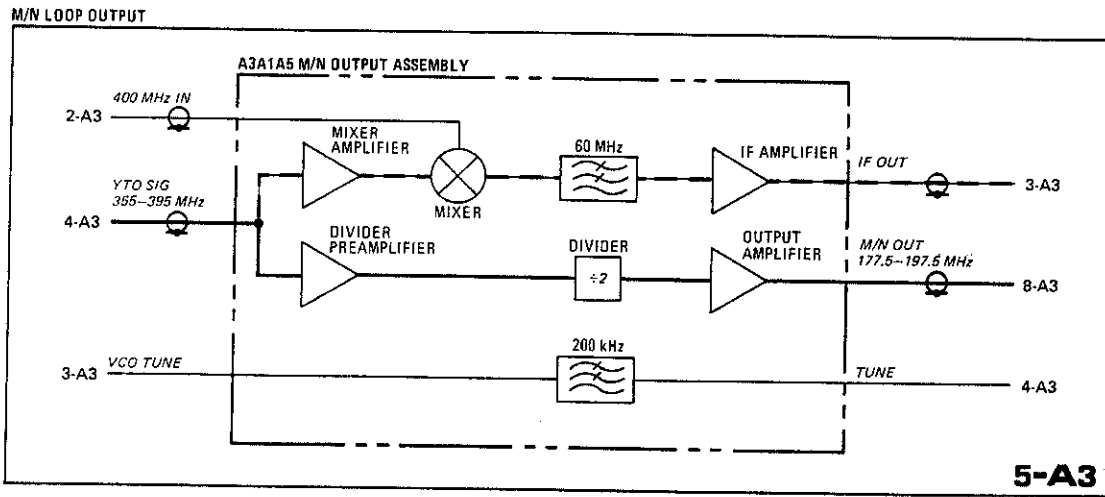 M/N LOOP OUTPUT
A3A1A5 M/N OUTPUT ASSEMBLY
2-A3
400 MHz IN
MIXER
AMPLIFIER
MIXER
60 MHz
IF AMPLIFIER
IF OUT
3-A3
YTO SIG
355–395 MHz
4-A3
DIVIDER
PREAMPLIFIER
DIVIDER
÷2
OUTPUT
AMPLIFIER
M/N OUT
177.5–197.5 MHz
8-A3
3-A3
VCO TUNE
200 kHz
TUNE
4-A3
5-A3